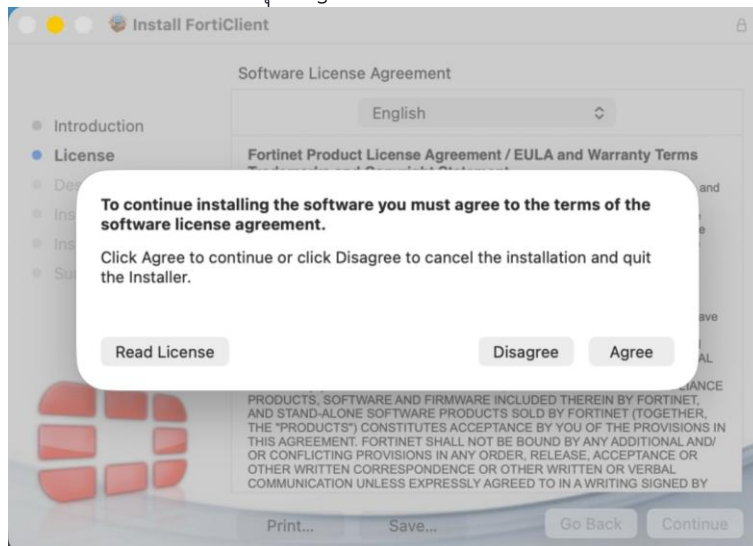 Install FortiClient
Software License Agreement
English
Introduction
License
Fortinet Product License Agreement / EULA and Warranty Terms
and
To continue installing the software you must agree to the terms of the
software license agreement.
Click Agree to continue or click Disagree to cancel the installation and quit
the Installer.
Read License
Disagree
Agree
PRODUCTS, SOFTWARE AND FIRMWARE INCLUDED THEREIN BY FORTINET,
AND STAND-ALONE SOFTWARE PRODUCTS SOLD BY FORTINET (TOGETHER,
THE "PRODUCTS") CONSTITUTES ACCEPTANCE BY YOU OF THE PROVISIONS IN
THIS AGREEMENT. FORTINET SHALL NOT BE BOUND BY ANY ADDITIONAL AND/
OR CONFLICTING PROVISIONS IN ANY ORDER, RELEASE, ACCEPTANCE OR
OTHER WRITTEN CORRESPONDENCE OR OTHER WRITTEN OR VERBAL
COMMUNICATION UNLESS EXPRESSLY AGREED TO IN A WRITING SIGNED BY
Print...
Save...
Go Back
Continue